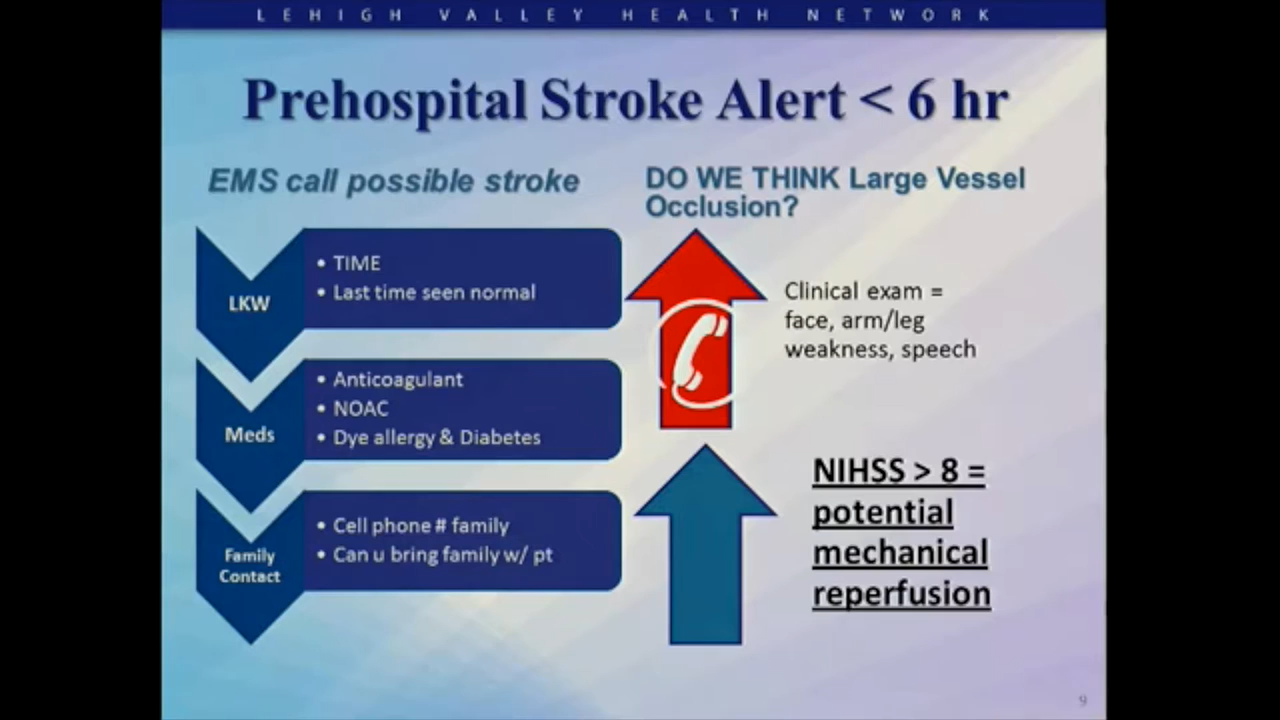 LEHIGH VALLEY HEALTH NETWORK
Prehospital Stroke Alert < 6 hr
EMS call possible stroke
LKW
• TIME
• Last time seen normal
Meds
• Anticoagulant
• NOAC
• Dye allergy & Diabetes
Family
Contact
• Cell phone # family
• Can u bring family w/ pt
DO WE THINK Large Vessel
Occlusion?
Clinical exam =
face, arm/leg
weakness, speech
NIHSS > 8 =
potential
mechanical
reperfusion
9